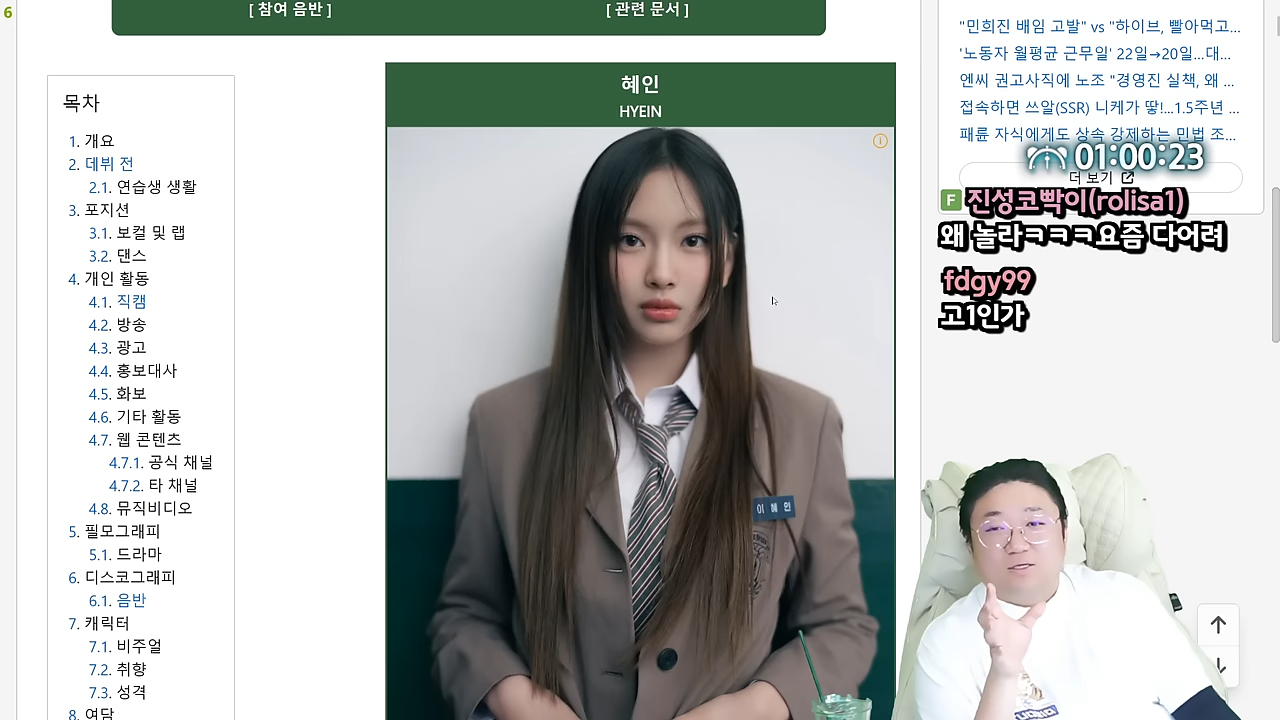 6
[ 참여 음반 ]
[ 관련 문서 ]
목차
1. 개요
2. 데뷔 전
2.1. 연습생 생활
3. 포지션
3.1. 보컬 및 랩
3.2. 댄스
4. 개인 활동
4.1. 직캠
4.2. 방송
4.3. 광고
4.4. 홍보대사
4.5. 화보
4.6. 기타 활동
4.7. 웹 콘텐츠
4.7.1. 공식 채널
4.7.2. 타 채널
4.8. 뮤직비디오
5. 필모그래피
5.1. 드라마
6. 디스코그래피
6.1. 음반
7. 캐릭터
7.1. 비주얼
7.2. 취향
7.3. 성격
8. 여담
혜인
HYEIN
이 혜 인
"민희진 배임 고발" vs "하이브, 빨아먹고...
'노동자 월평균 근무일' 22일→20일...대...
엔씨 권고사직에 노조 "경영진 실책, 왜 ...
접속하면 쓰알(SSR) 니케가 땋!...1.5주년 ...
패륜 자식에게도 상속 강제하는 민법 조...
01:00:23
더 보기
F 진성코빡이(rolisa1)
왜 놀라ㅋㅋㅋ요즘 다어려
fdgy99
고1인가